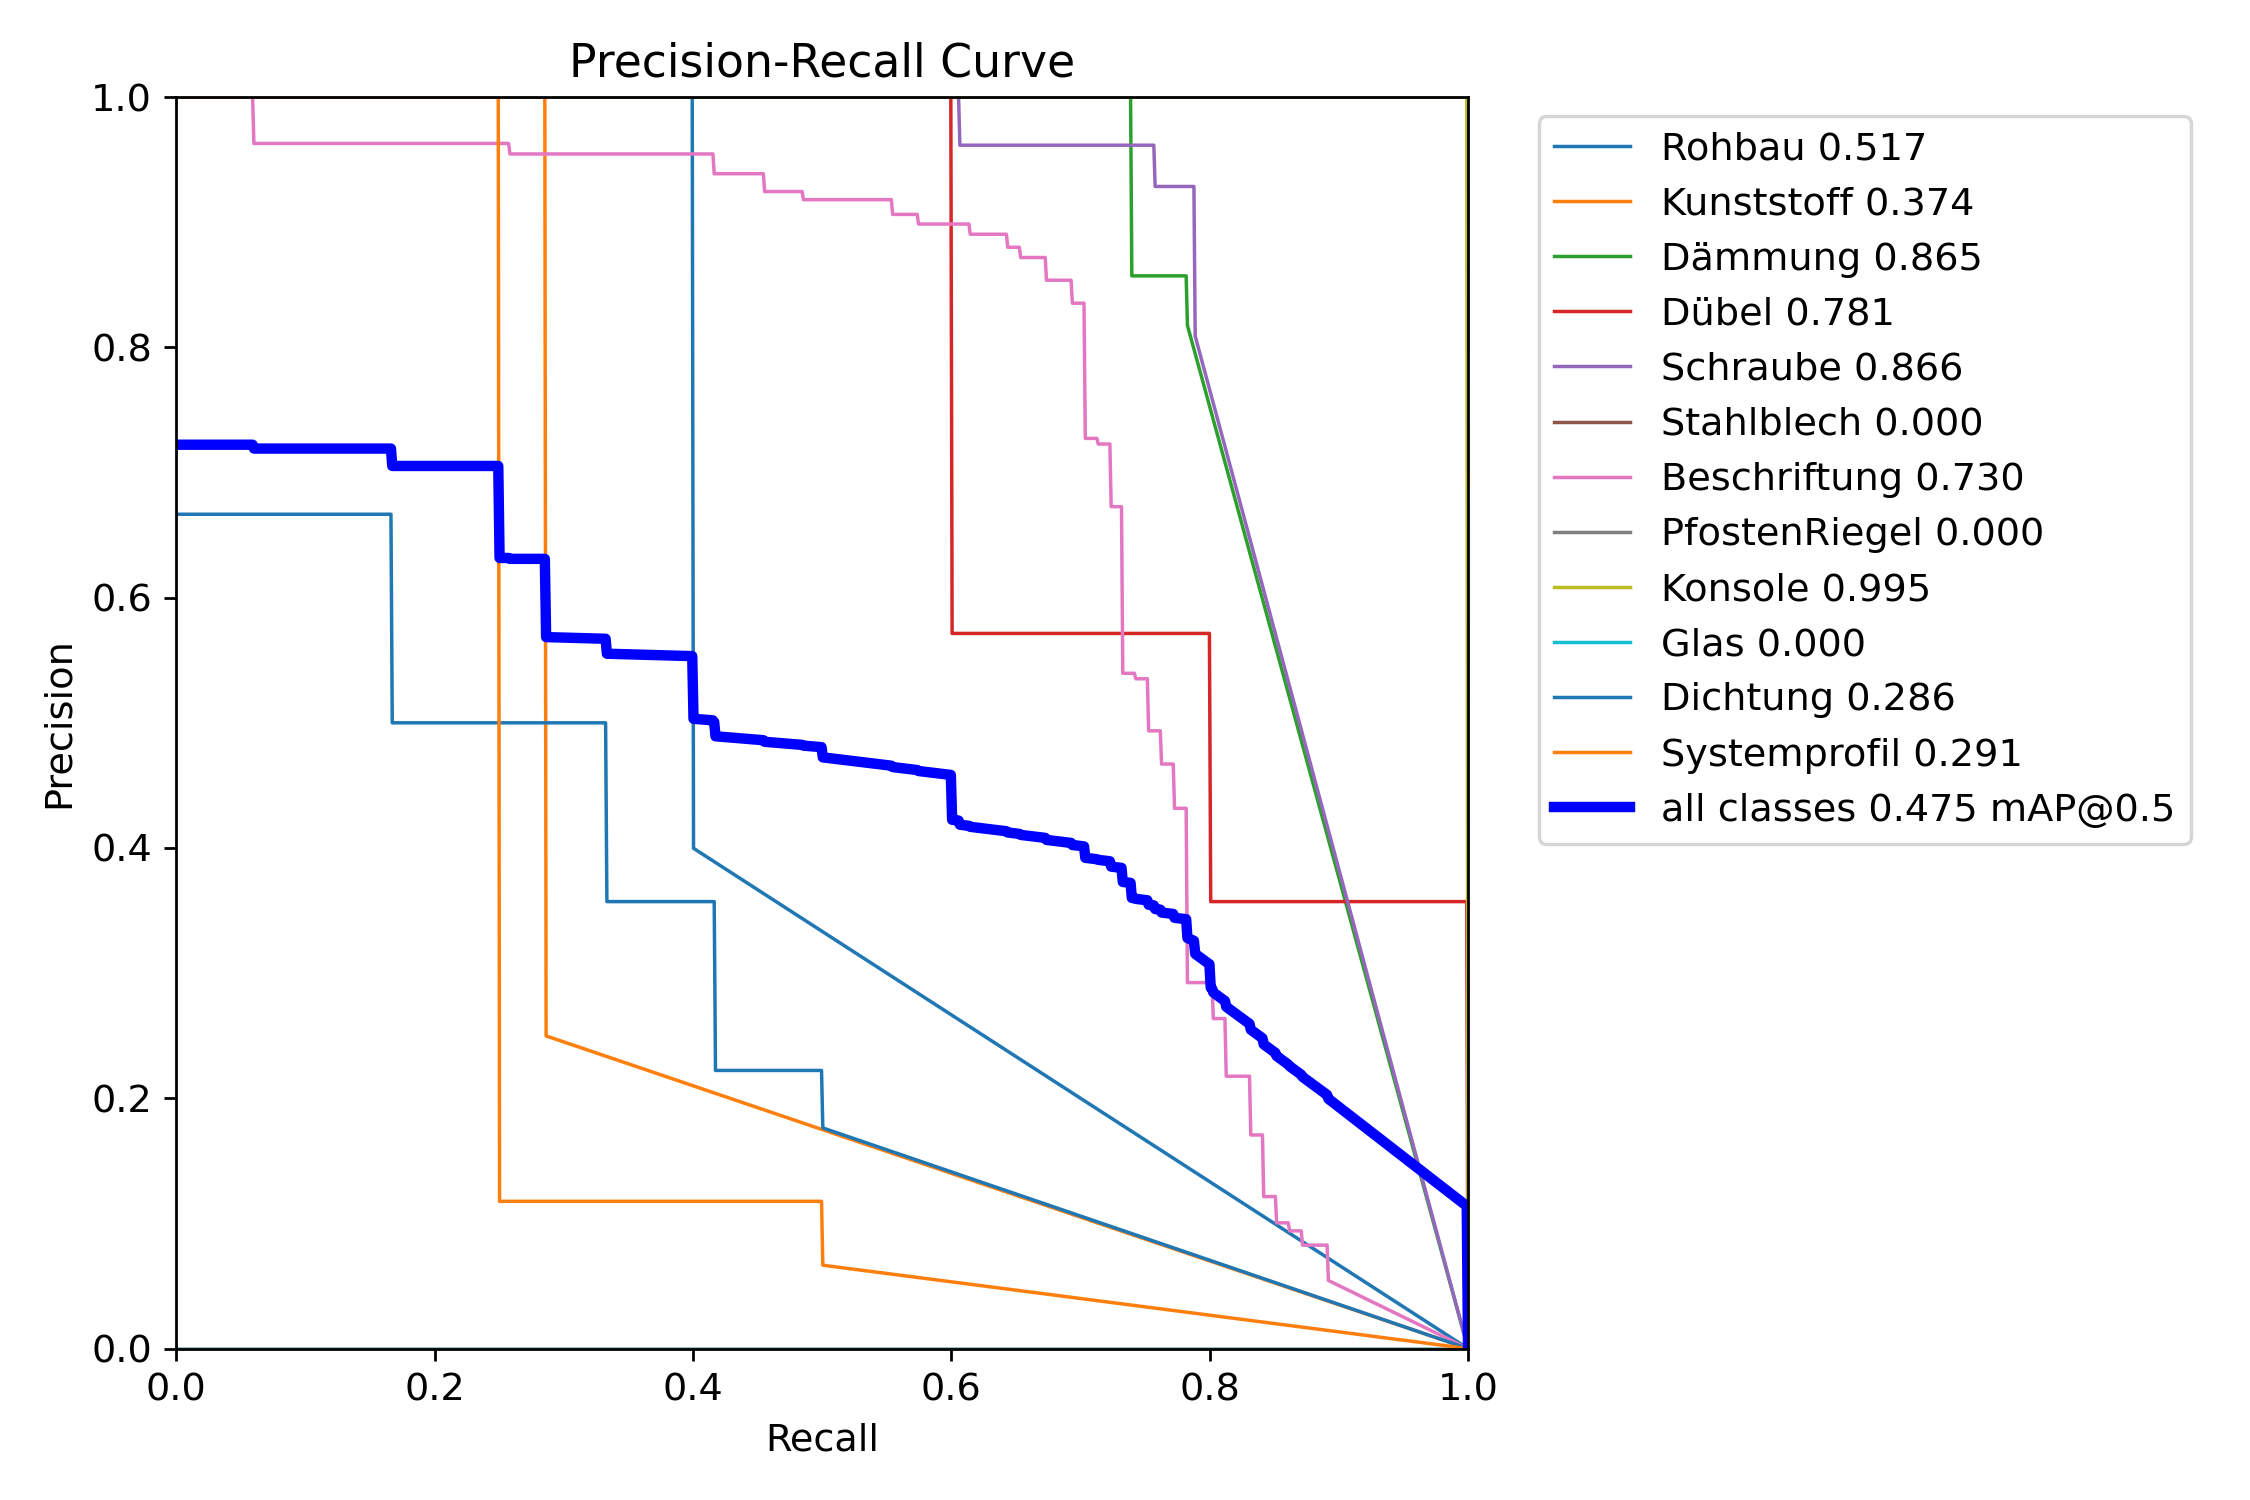 Precision-Recall Curve
1.0
0.8
0.6
0.4
0.2
0.0
Precision
0.0 0.2 0.4 0.6 0.8 1.0
Recall
Rohbau 0.517
Kunststoff 0.374
Dämmung 0.865
Dübel 0.781
Schraube 0.866
Stahlblech 0.000
Beschriftung 0.730
PfostenRiegel 0.000
Konsole 0.995
Glas 0.000
Dichtung 0.286
Systemprofil 0.291
all classes 0.475 mAP@0.5